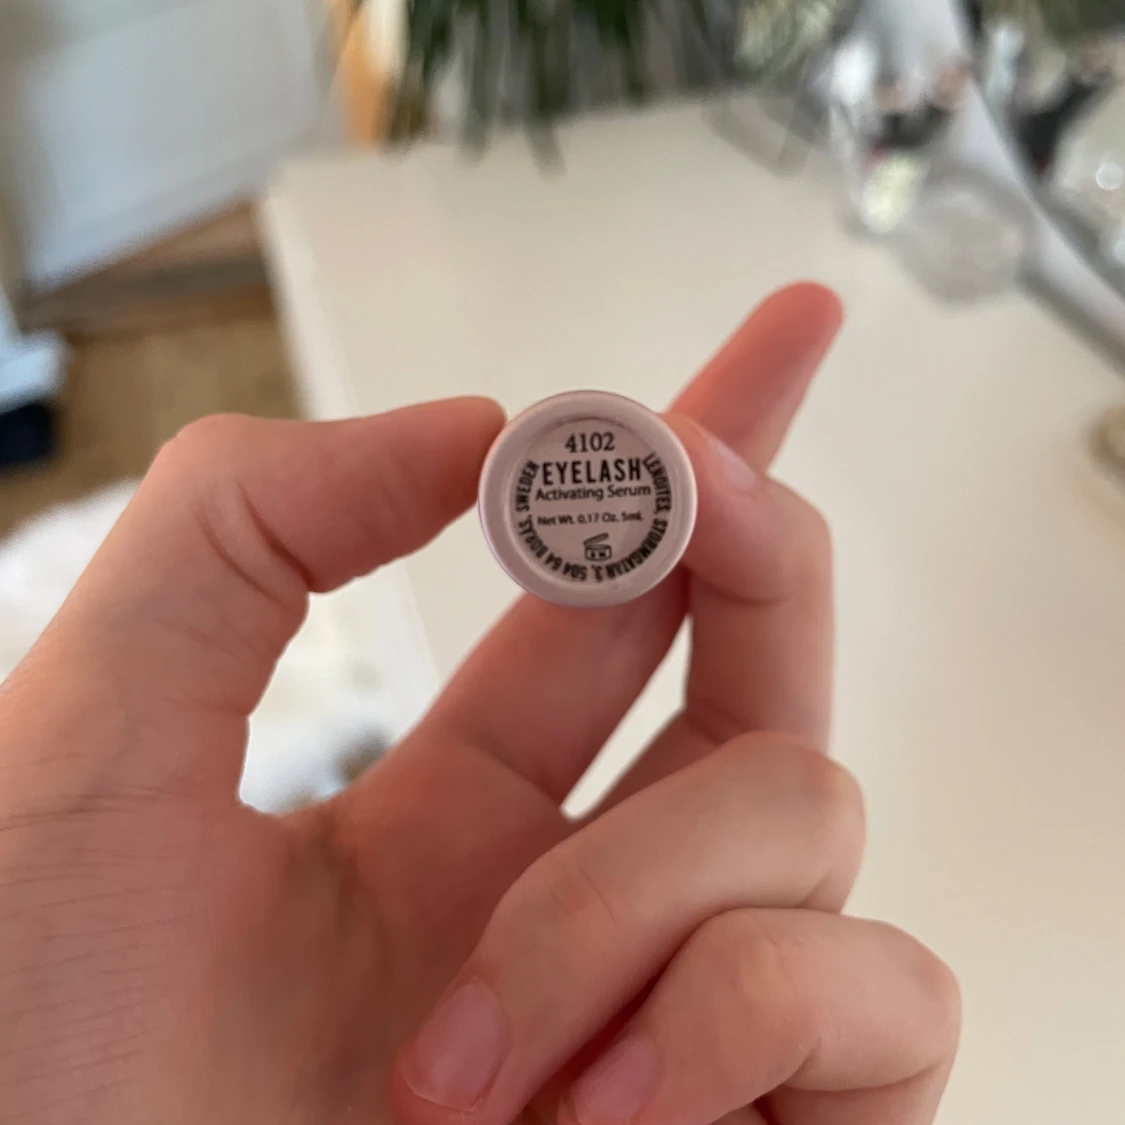 4102
EYELASH
Activating Serum
Net Wt. 0.17 Oz. 5mL
LENOITES, STORMGATAN 3, 504 64 BORÅS, SWEDEN